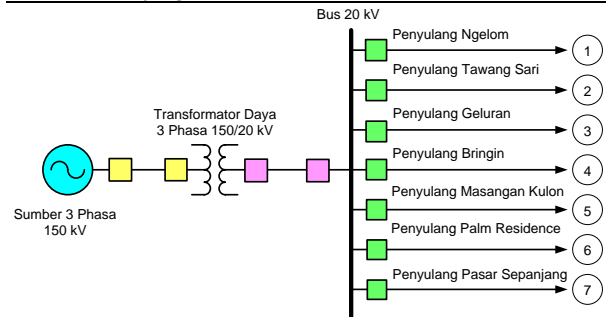 Bus 20 kV
Penyulang Ngelom
1
Penyulang Tawang Sari
2
Transformator Daya
3 Phasa 150/20 kV
Penyulang Geluran
3
Penyulang Bringin
4
Sumber 3 Phasa
150 kV
Penyulang Masangan Kulon
5
Penyulang Palm Residence
6
Penyulang Pasar Sepanjang
7